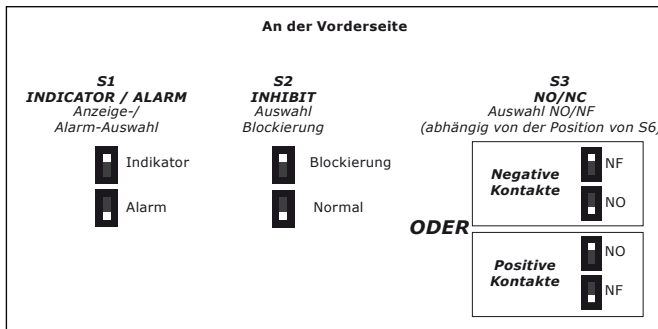 An der Vorderseite
S1
INDICATOR / ALARM
Anzeige-/
Alarm-Auswahl
Indikator
Alarm
S2
INHIBIT
Auswahl
Blockierung
Blockierung
Normal
S3
NO/NC
Auswahl NO/NF
(abhängig von der Position von S6)
Negative
Kontakte
NF
NO
ODER
Positive
Kontakte
NO
NF